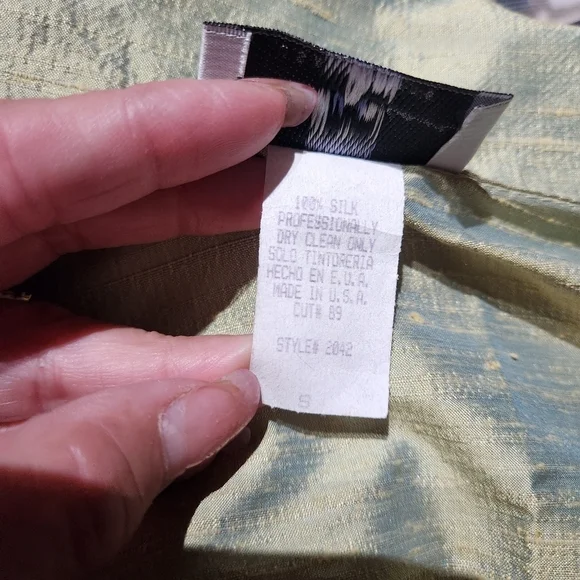 100% SILK
PROFESSIONALLY
DRY CLEAN ONLY
SOLO TINTORERIA
HECHO EN E.U.A.
MADE IN U.S.A.
CUT# 89
STYLE# 2042
S